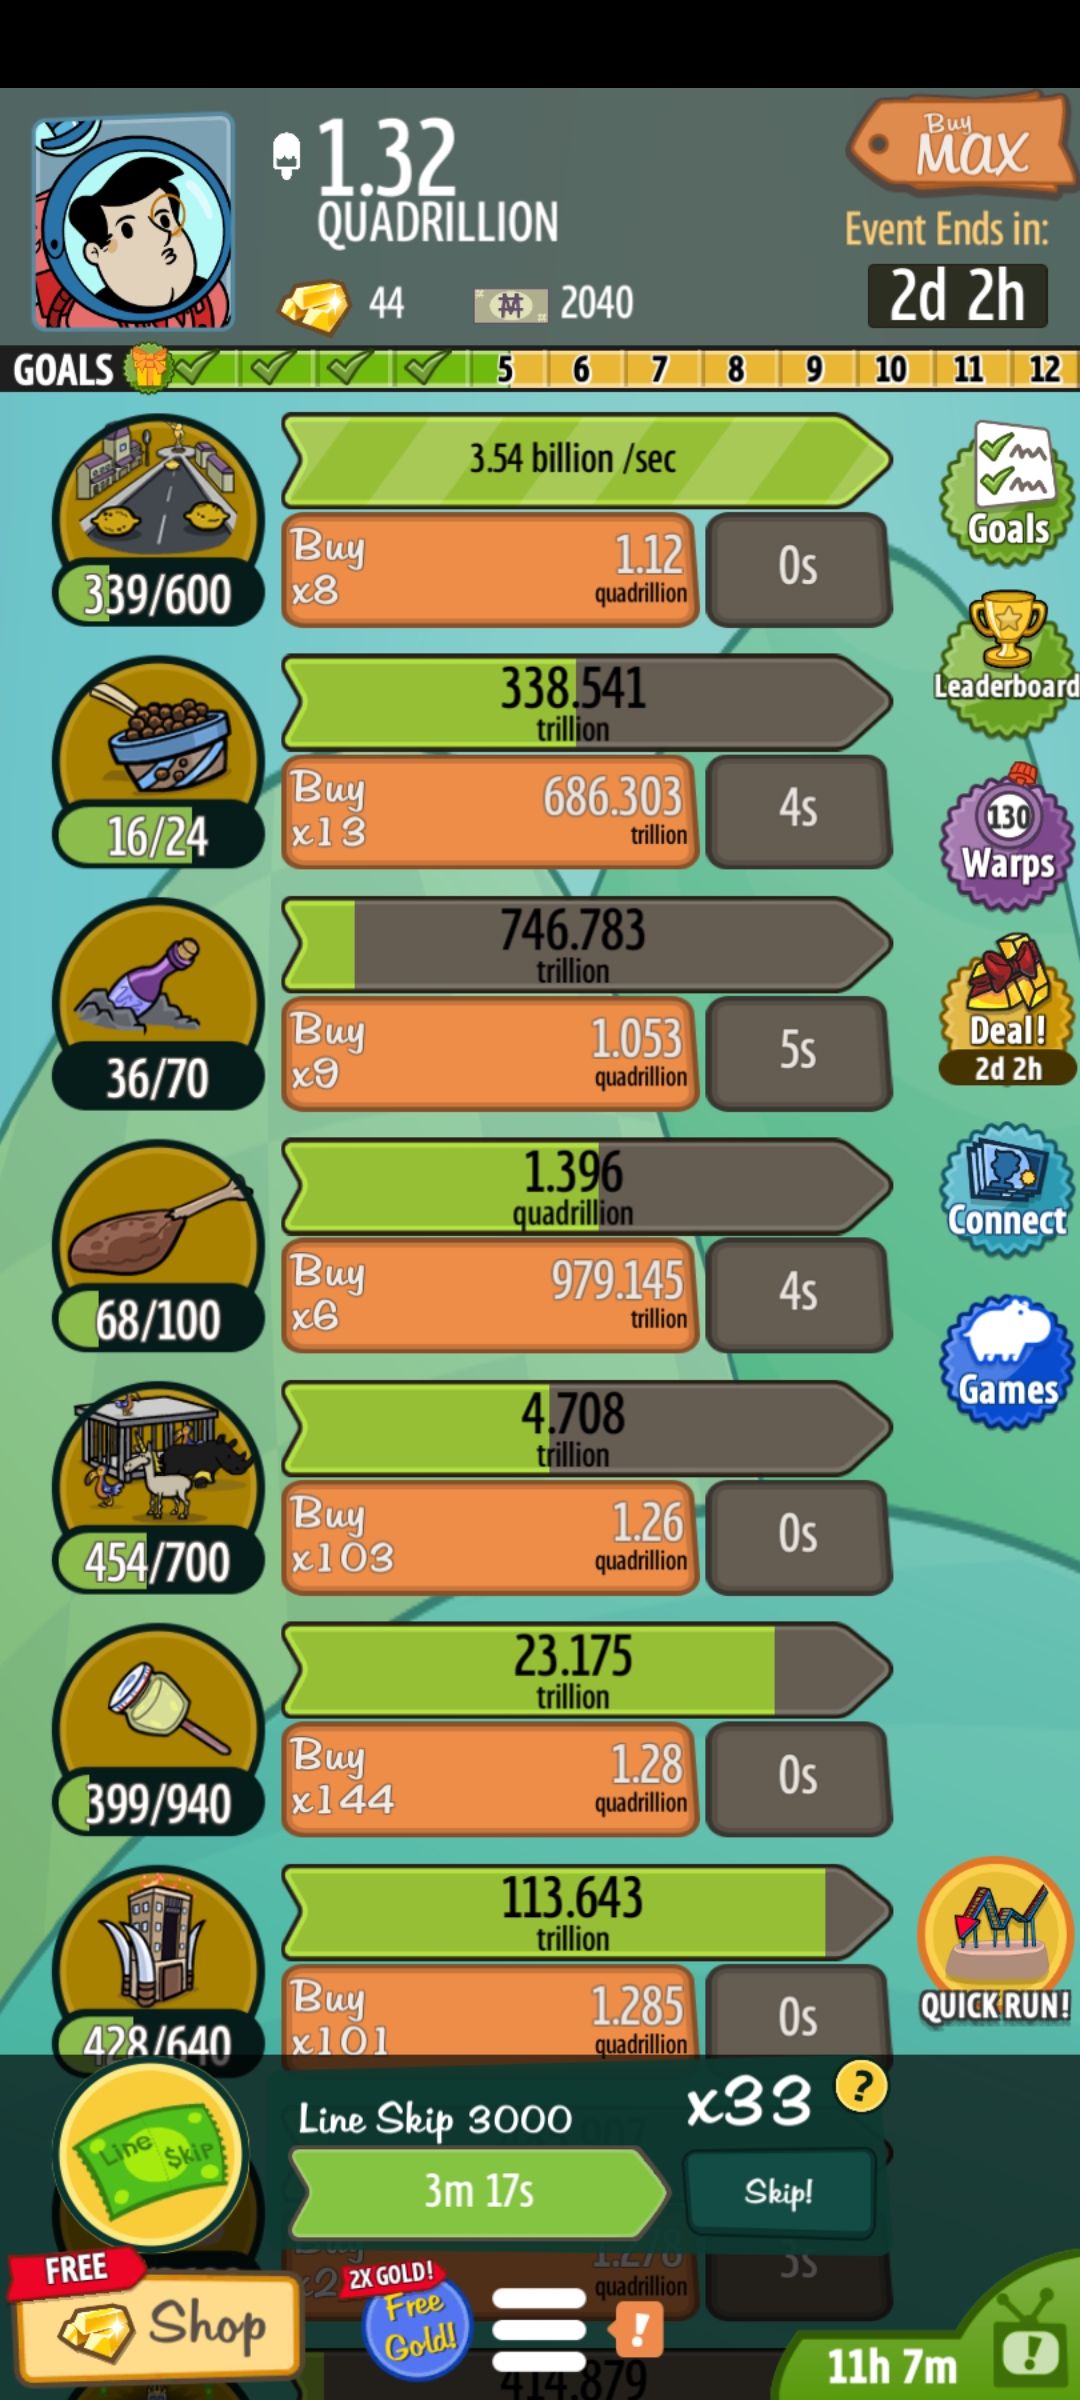 1.32
QUADRILLION
Buy
MAX
Event Ends in:
2d 2h
44
2040
GOALS
5 6 7 8 9 10 11 12
3.54 billion /sec
Buy
x8
1.12
quadrillion
0s
339/600
Goals
338.541
trillion
Buy
x13
686.303
trillion
4s
16/24
Leaderboard
746.783
trillion
Buy
x9
1.053
quadrillion
5s
36/70
130
Warps
Deal!
2d 2h
1.396
quadrillion
Buy
x6
979.145
trillion
4s
68/100
Connect
4.708
trillion
Buy
x103
1.26
quadrillion
0s
454/700
Games
23.175
trillion
Buy
x144
1.28
quadrillion
0s
399/940
113.643
trillion
Buy
x101
1.285
quadrillion
0s
428/640
QUICK RUN!
Line Skip
Line Skip 3000
x33
?
3m 17s
Skip!
1.278
quadrillion
3s
FREE
Shop
2X GOLD!
Free
Gold!
!
414.879
11h 7m
!